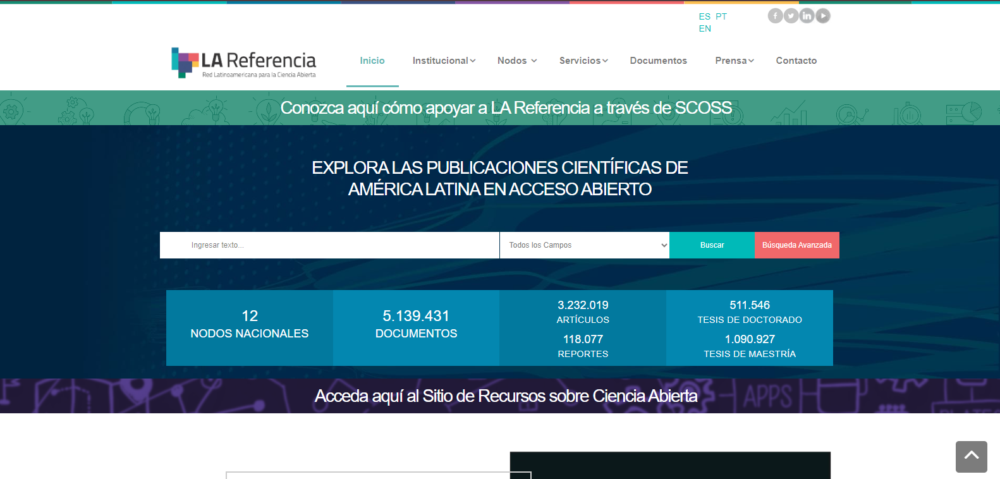 ES PT
EN
LA Referencia
Red Latinoamericana para la Ciencia Abierta
Inicio
Institucional
Nodos
Servicios
Documentos
Prensa
Contacto
Conozca aquí cómo apoyar a LA Referencia a través de SCOSS
EXPLORA LAS PUBLICACIONES CIENTÍFICAS DE
AMÉRICA LATINA EN ACCESO ABIERTO
Ingresar texto...
Todos los Campos
Buscar
Búsqueda Avanzada
12
NODOS NACIONALES
5.139.431
DOCUMENTOS
3.232.019
ARTÍCULOS
118.077
REPORTES
511.546
TESIS DE DOCTORADO
1.090.927
TESIS DE MAESTRÍA
Acceda aquí al Sitio de Recursos sobre Ciencia Abierta
APPS